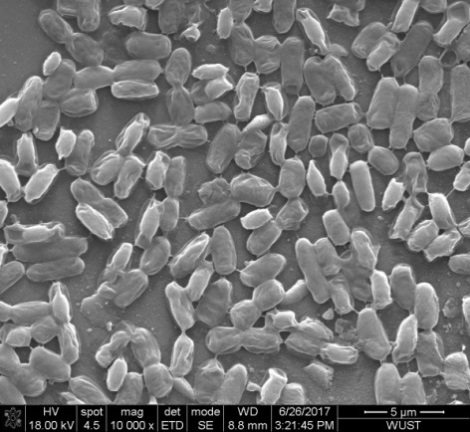 HV spot mag det mode WD 6/26/2017 5 µm
18.00 kV 4.5 10 000 x ETD SE 8.8 mm 3:21:45 PM WUST